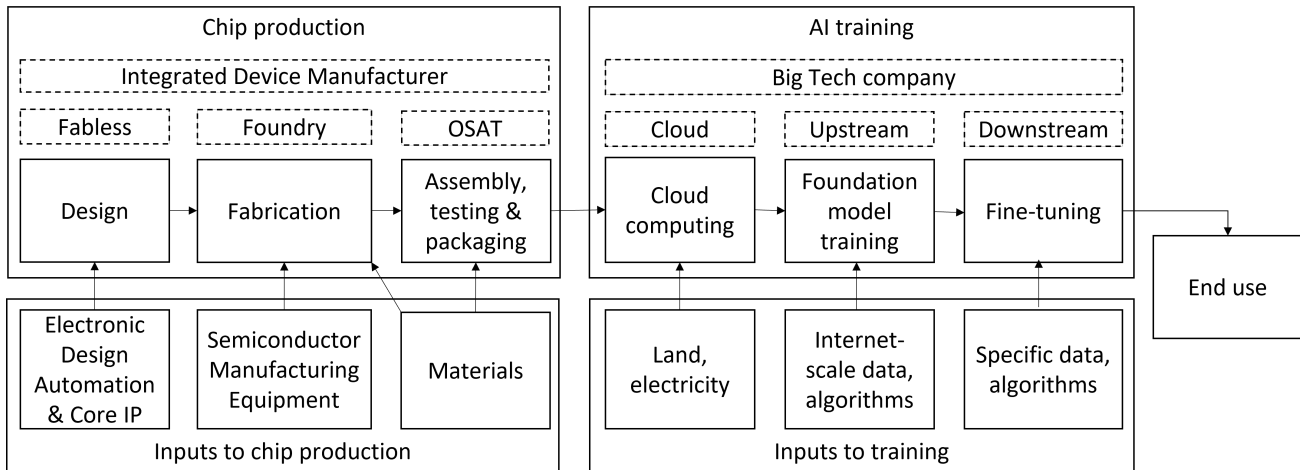 Chip production
Integrated Device Manufacturer
Fabless
Foundry
OSAT
Design
Fabrication
Assembly,
testing &
packaging
Electronic
Design
Automation
& Core IP
Semiconductor
Manufacturing
Equipment
Materials
Inputs to chip production
AI training
Big Tech company
Cloud
Upstream
Downstream
Cloud
computing
Foundation
model
training
Fine-tuning
Land,
electricity
Internet-
scale data,
algorithms
Specific data,
algorithms
Inputs to training
End use